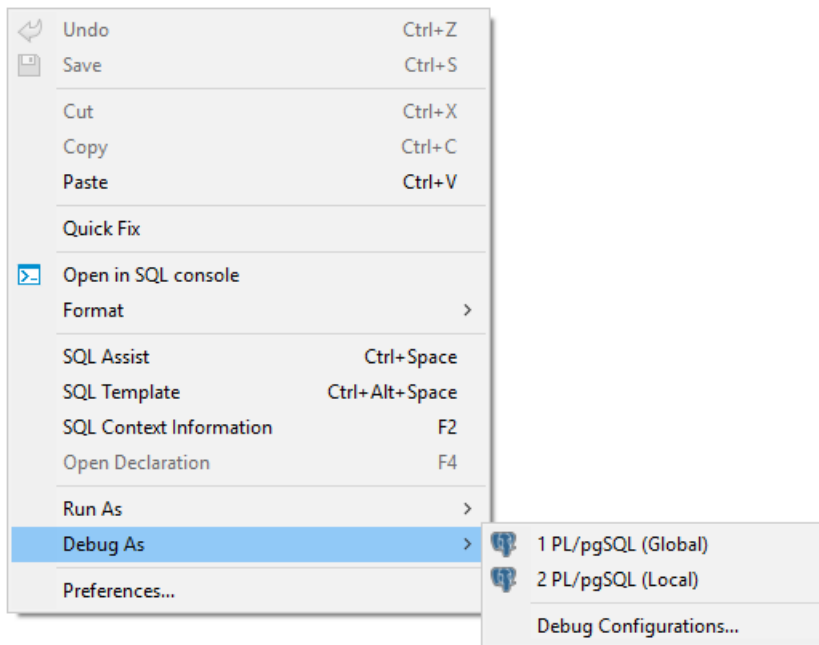 Undo Ctrl+Z
Save Ctrl+S
Cut Ctrl+X
Copy Ctrl+C
Paste Ctrl+V
Quick Fix
Open in SQL console
Format
SQL Assist Ctrl+Space
SQL Template Ctrl+Alt+Space
SQL Context Information F2
Open Declaration F4
Run As
Debug As
1 PL/pgSQL (Global)
2 PL/pgSQL (Local)
Preferences...
Debug Configurations...